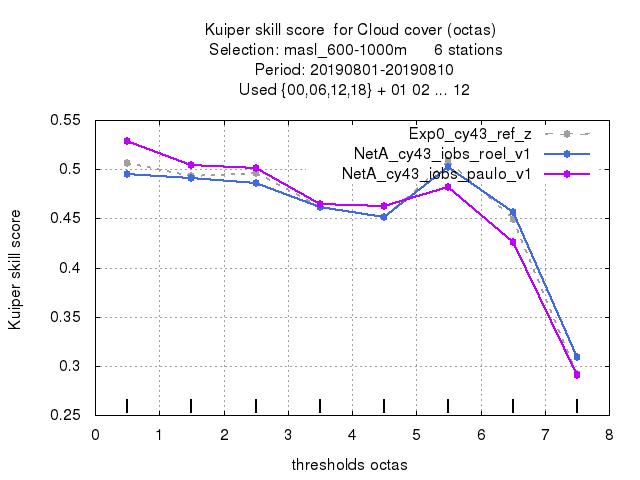 Kuiper skill score  for Cloud cover (octas)
Selection: masl_600-1000m      6 stations
Period: 20190801-20190810
Used {00,06,12,18} + 01 02 ... 12
Exp0_cy43_ref_z
NetA_cy43_iobs_roel_v1
NetA_cy43_iobs_paulo_v1
0.55
0.5
0.45
0.4
0.35
0.3
0.25
Kuiper skill score
0 1 2 3 4 5 6 7 8
thresholds octas